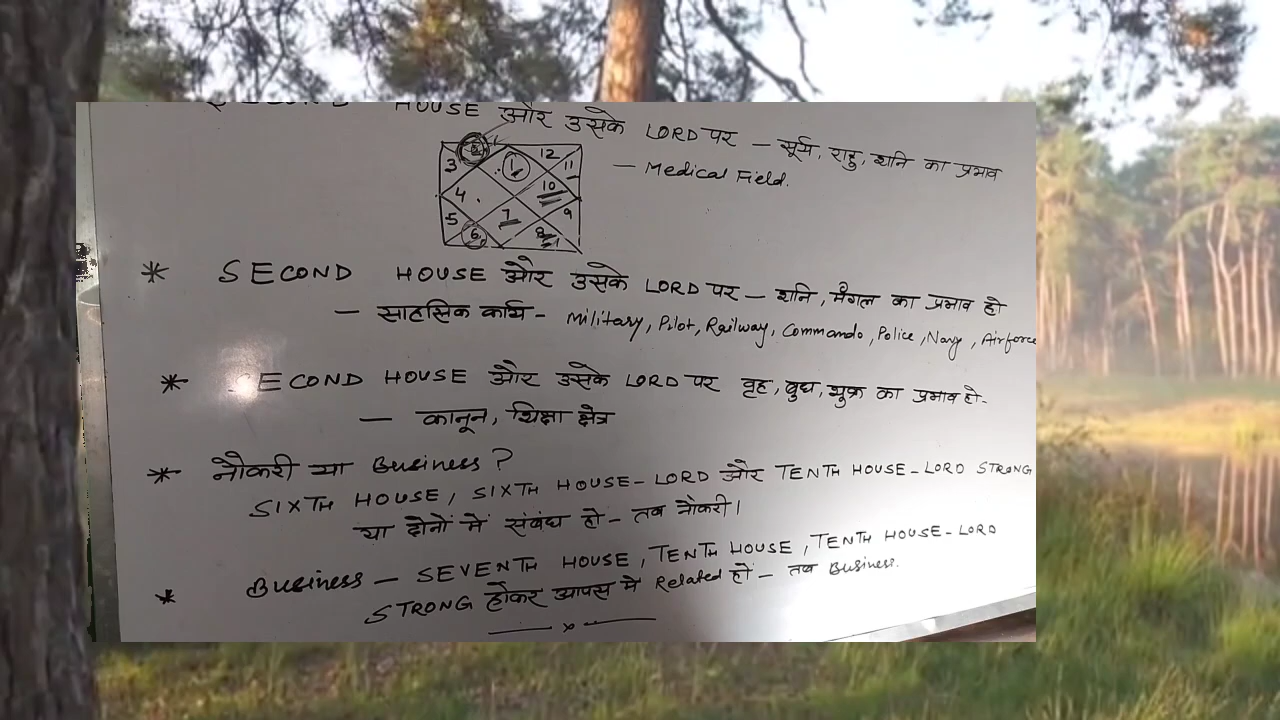 SECOND HOUSE और उसके LORD पर – सूर्य, राहु, शनि का प्रभाव
– Medical Field.
3 2 1 12 11
4 10
5 7 9
6 8
* SECOND HOUSE और उसके LORD पर – शनि, मंगल का प्रभाव हो
– साहसिक कार्य - Military, Pilot, Railway, Commando, Police, Navy, Airforce
* SECOND HOUSE और उसके LORD पर वृह, बुध, शुक्र का प्रभाव हो-
– कानून, शिक्षा क्षेत्र
* नौकरी या Business?
SIXTH HOUSE, SIXTH HOUSE-LORD और TENTH HOUSE-LORD STRONG
या दोनों में संबंध हो – तब नौकरी।
* Business – SEVENTH HOUSE, TENTH HOUSE, TENTH HOUSE-LORD
STRONG होकर आपस में Related हो – तब Business.
x